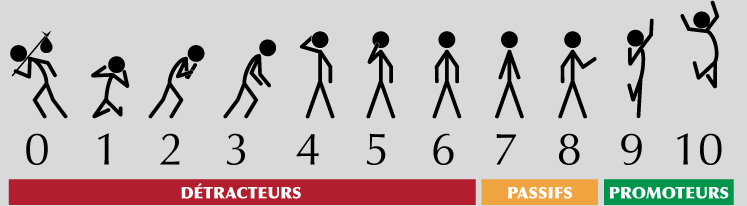 0 1 2 3 4 5 6 7 8 9 10
DÉTRACTEURS PASSIFS PROMOTEURS